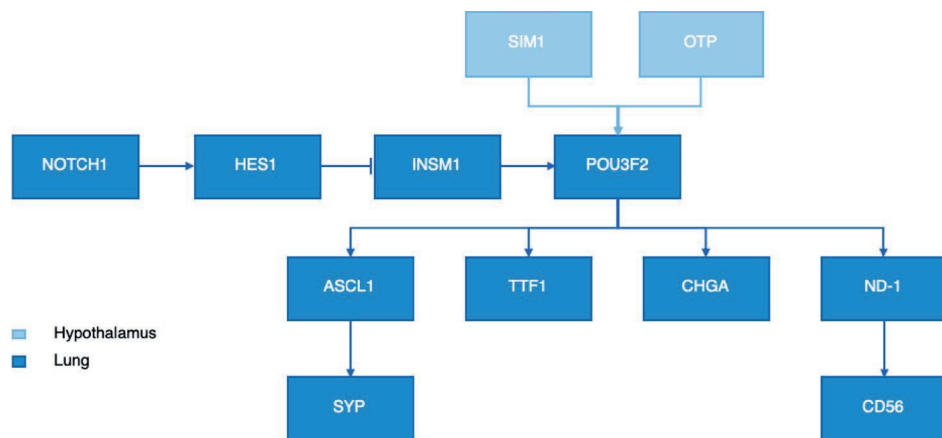 SIM1
OTP
NOTCH1
HES1
INSM1
POU3F2
ASCL1
TTF1
CHGA
ND-1
Hypothalamus
Lung
SYP
CD56